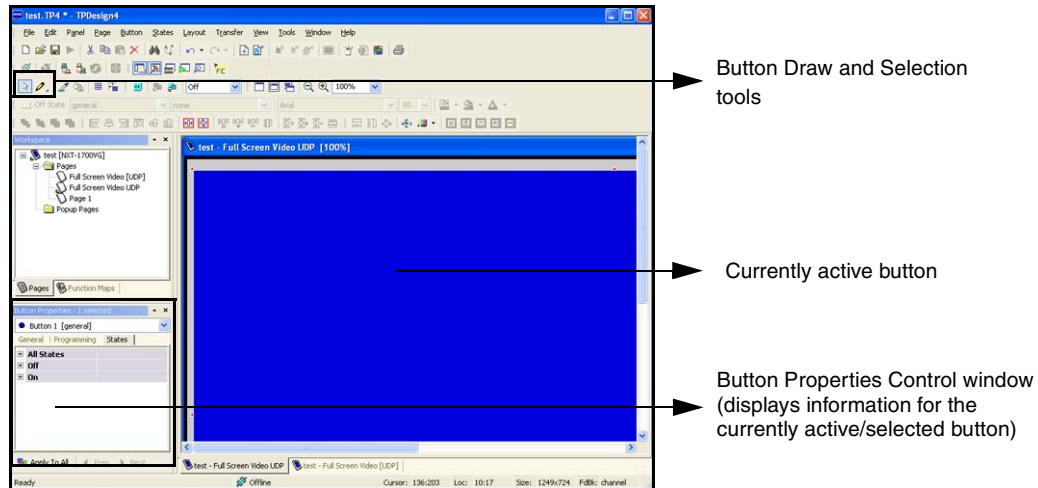 test.TP4 * - TPDesign4
File Edit Panel Page Button States Layout Transfer View Tools Window Help
Off 100%
Off State general none Arial 10
Workspace
test [NXT-1700VG]
Pages
Full Screen Video [UDP]
Full Screen Video UDP
Page 1
Popup Pages
Pages Function Maps
test - Full Screen Video UDP [100%]
Button Properties - 1 selected
Button 1 [general]
General Programming States
All States
Off
On
Apply To All Prev Next
test - Full Screen Video UDP test - Full Screen Video [UDP]
Ready Offline Cursor: 136:203 Loc: 10:17 Size: 1249x724 FdBk: channel
Button Draw and Selection
tools
Currently active button
Button Properties Control window
(displays information for the
currently active/selected button)